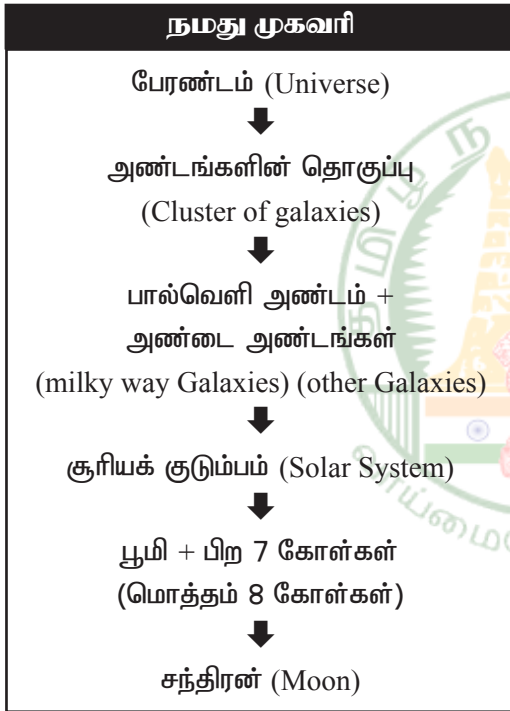 நமது முகவரி
பேரண்டம் (Universe)
அண்டங்களின் தொகுப்பு
(Cluster of galaxies)
பால்வெளி அண்டம் +
அண்டை அண்டங்கள்
(milky way Galaxies) (other Galaxies)
சூரியக் குடும்பம் (Solar System)
பூமி + பிற 7 கோள்கள்
(மொத்தம் 8 கோள்கள்)
சந்திரன் (Moon)